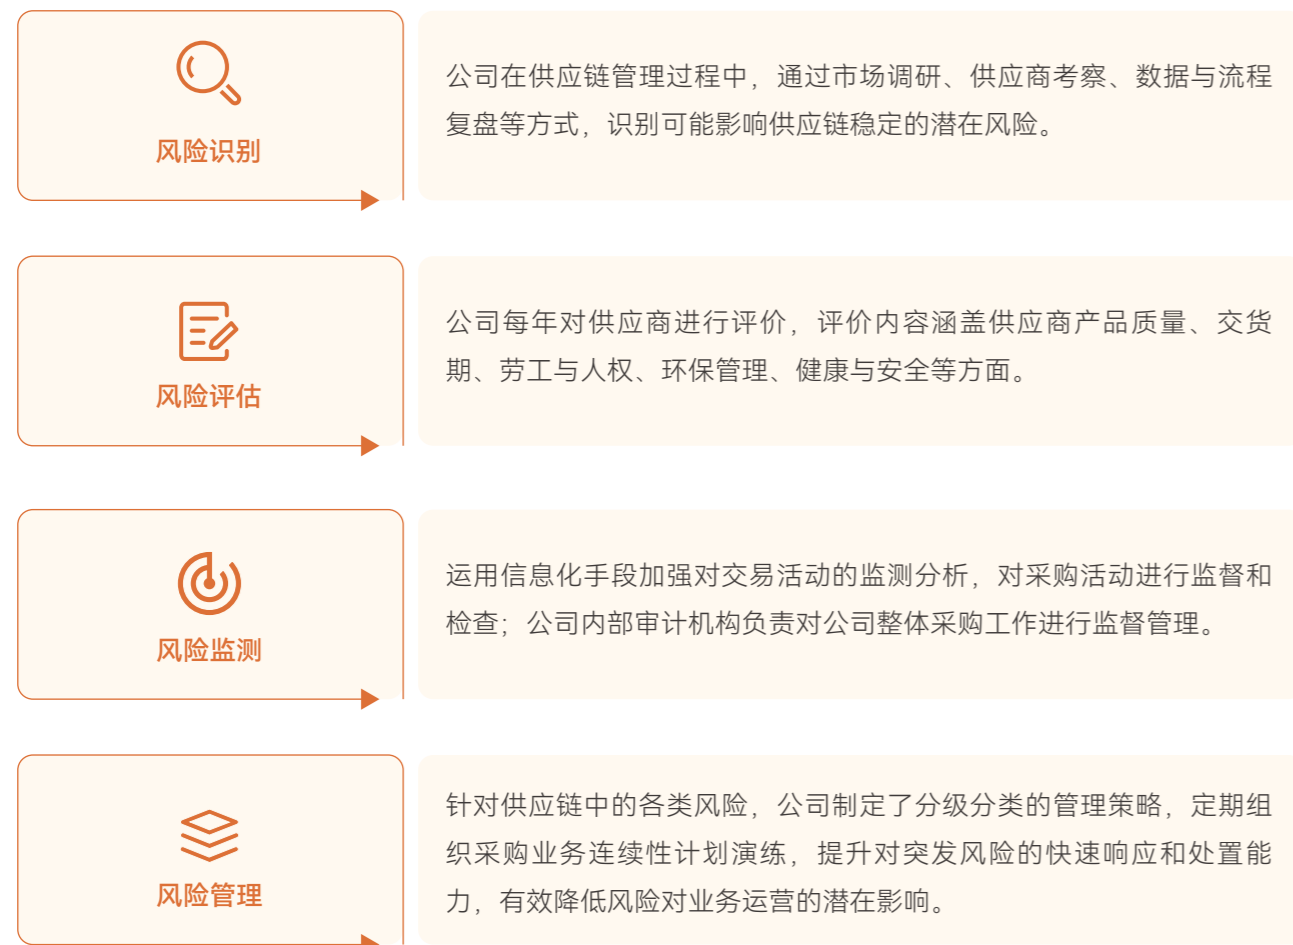 风险识别
公司在供应链管理过程中，通过市场调研、供应商考察、数据与流程
复盘等方式，识别可能影响供应链稳定的潜在风险。
风险评估
公司每年对供应商进行评价，评价内容涵盖供应商产品质量、交货
期、劳工与人权、环保管理、健康与安全等方面。
风险监测
运用信息化手段加强对交易活动的监测分析，对采购活动进行监督和
检查；公司内部审计机构负责对公司整体采购工作进行监督管理。
风险管理
针对供应链中的各类风险，公司制定了分级分类的管理策略，定期组
织采购业务连续性计划演练，提升对突发风险的快速响应和处置能
力，有效降低风险对业务运营的潜在影响。